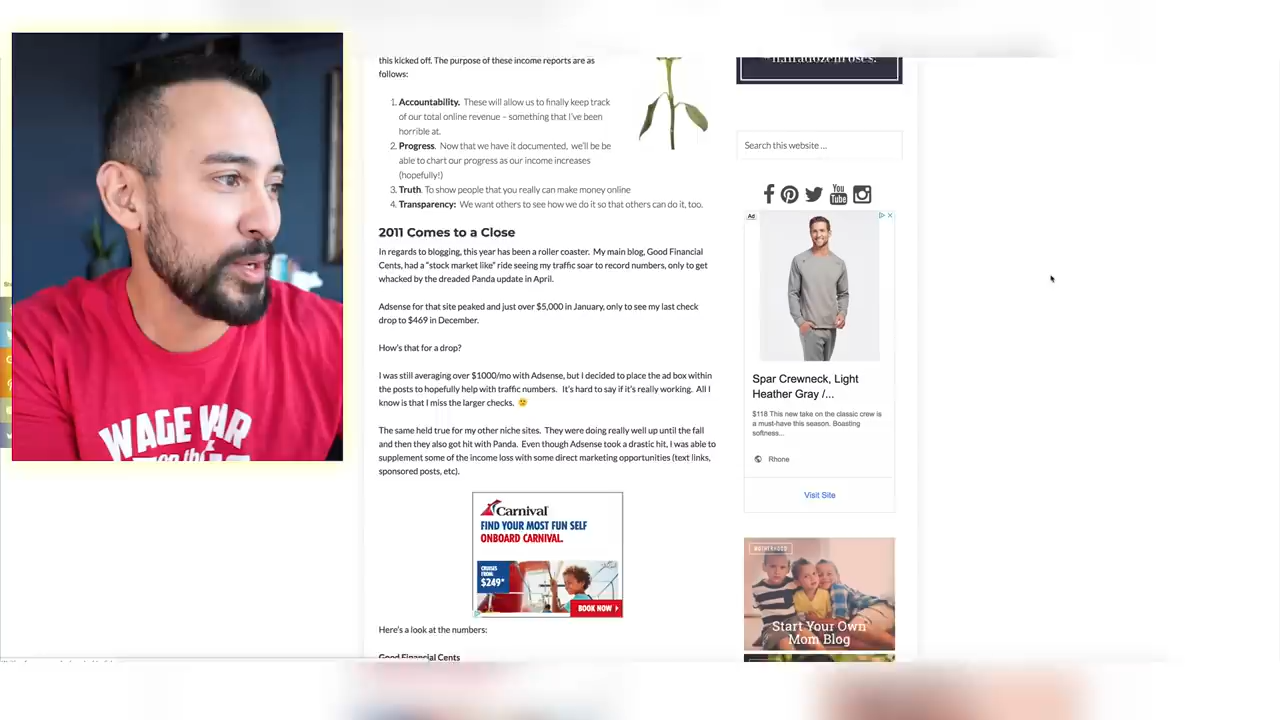 this kicked off. The purpose of these income reports are as
follows:
1. Accountability. These will allow us to finally keep track
of our total online revenue – something that I've been
horrible at.
2. Progress. Now that we have it documented, we'll be be
able to chart our progress as our income increases
(hopefully!)
3. Truth. To show people that you really can make money online
4. Transparency: We want others to see how we do it so that others can do it, too.
2011 Comes to a Close
In regards to blogging, this year has been a roller coaster. My main blog, Good Financial
Cents, had a "stock market like" ride seeing my traffic soar to record numbers, only to get
whacked by the dreaded Panda update in April.
Adsense for that site peaked and just over $5,000 in January, only to see my last check
drop to $469 in December.
How's that for a drop?
I was still averaging over $1000/mo with Adsense, but I decided to place the ad box within
the posts to hopefully help with traffic numbers. It's hard to say if it's really working. All I
know is that I miss the larger checks. 🙁
The same held true for my other niche sites. They were doing really well up until the fall
and then they also got hit with Panda. Even though Adsense took a drastic hit, I was able to
supplement some of the income loss with some direct marketing opportunities (text links,
sponsored posts, etc).
Carnival
FIND YOUR MOST FUN SELF
ONBOARD CARNIVAL.
CRUISES
FROM
$249*
BOOK NOW
Here's a look at the numbers:
Good Financial Cents
halfadozenroses.
Search this website ...
You
Tube
Ad
Spar Crewneck, Light
Heather Gray /...
$118 This new take on the classic crew is
a must-have this season. Boasting
softness...
Rhone
Visit Site
MOTHERHOOD
Start Your Own
Mom Blog
WAGE WAR
on the